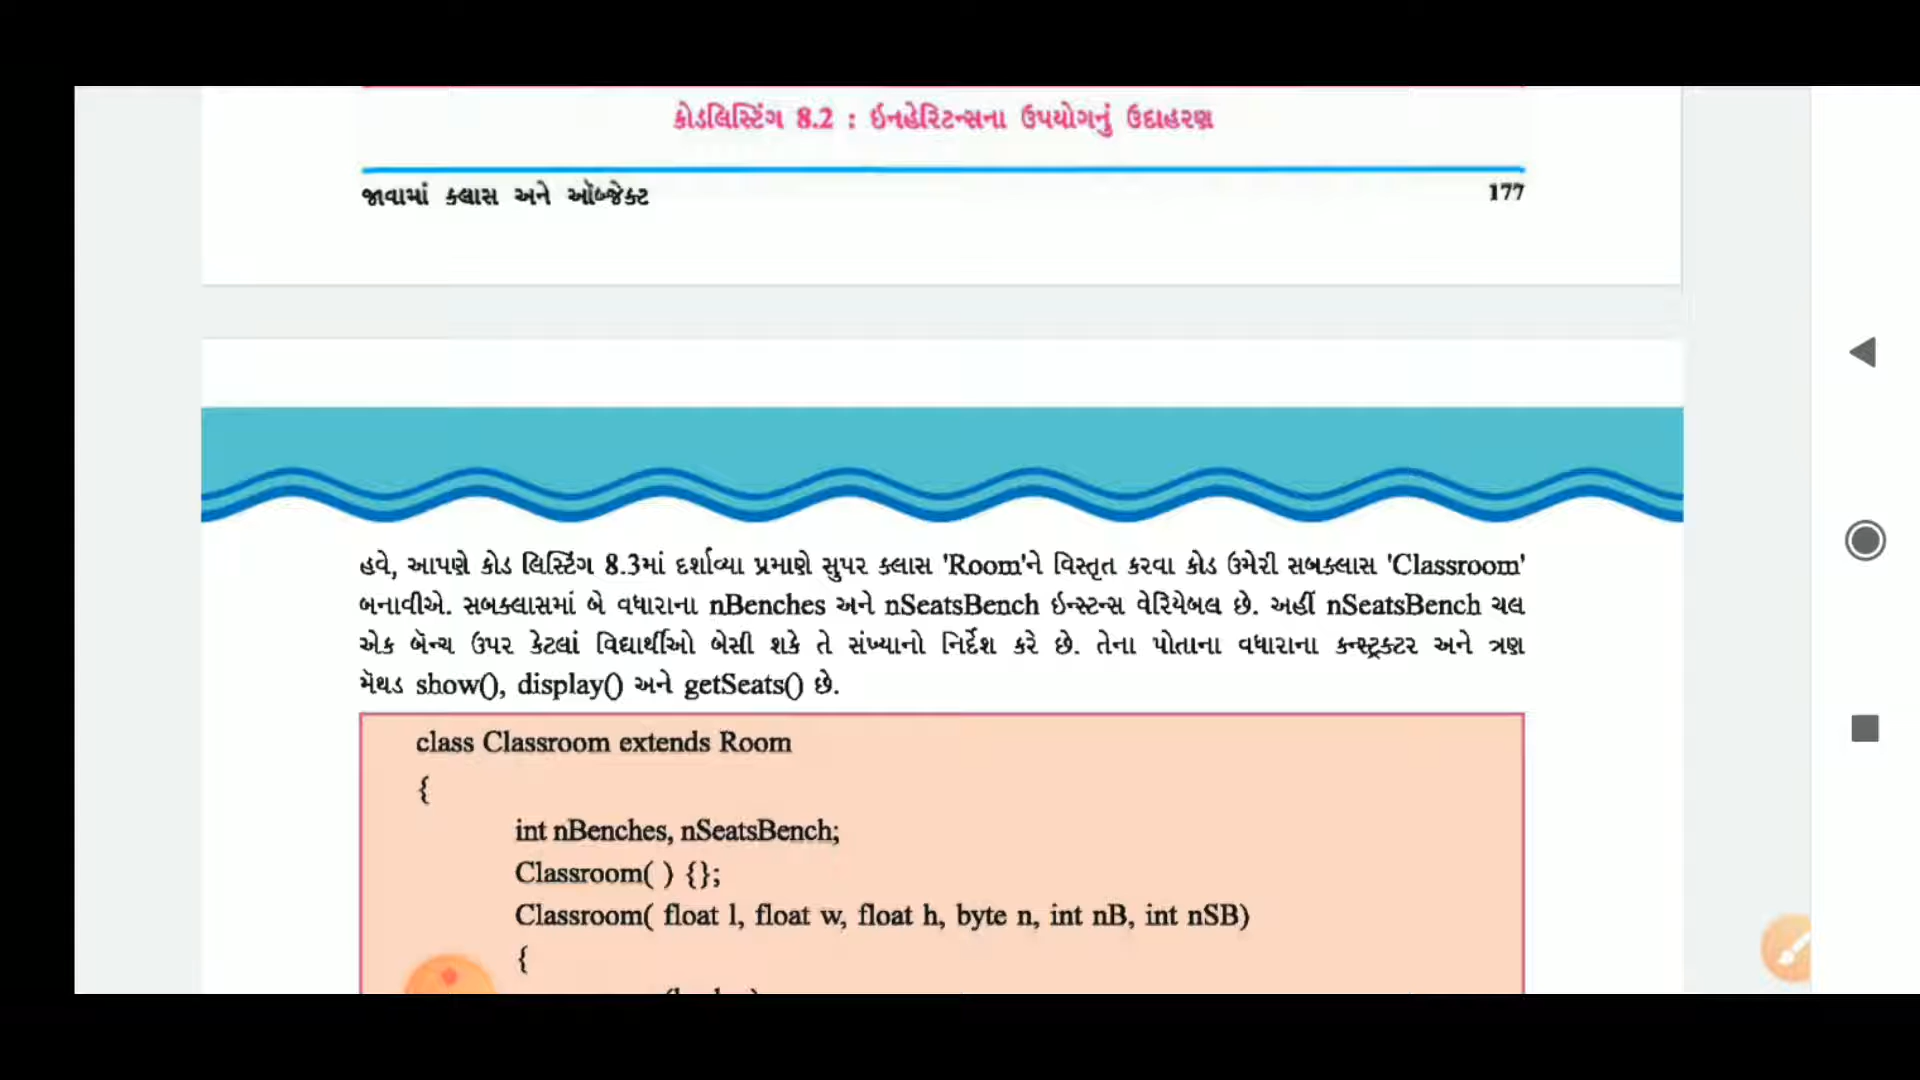 કોડલિસ્ટિંગ 8.2 : ઇનહેરિટન્સના ઉપયોગનું ઉદાહરણ
જાવામાં ક્લાસ અને ઑબ્જેક્ટ 177
હવે, આપણે કોડ લિસ્ટિંગ 8.3માં દર્શાવ્યા પ્રમાણે સુપર ક્લાસ 'Room'ને વિસ્તૃત કરવા કોડ ઉમેરી સબક્લાસ 'Classroom'
બનાવીએ. સબક્લાસમાં બે વધારાના nBenches અને nSeatsBench ઇન્સ્ટન્સ વેરિયેબલ છે. અહીં nSeatsBench ચલ
એક બૅન્ચ ઉપર કેટલાં વિદ્યાર્થીઓ બેસી શકે તે સંખ્યાનો નિર્દેશ કરે છે. તેના પોતાના વધારાના કન્સ્ટ્રક્ટર અને ત્રણ
મૅથડ show(), display() અને getSeats() છે.
class Classroom extends Room
{
int nBenches, nSeatsBench;
Classroom( ) {};
Classroom( float l, float w, float h, byte n, int nB, int nSB)
{